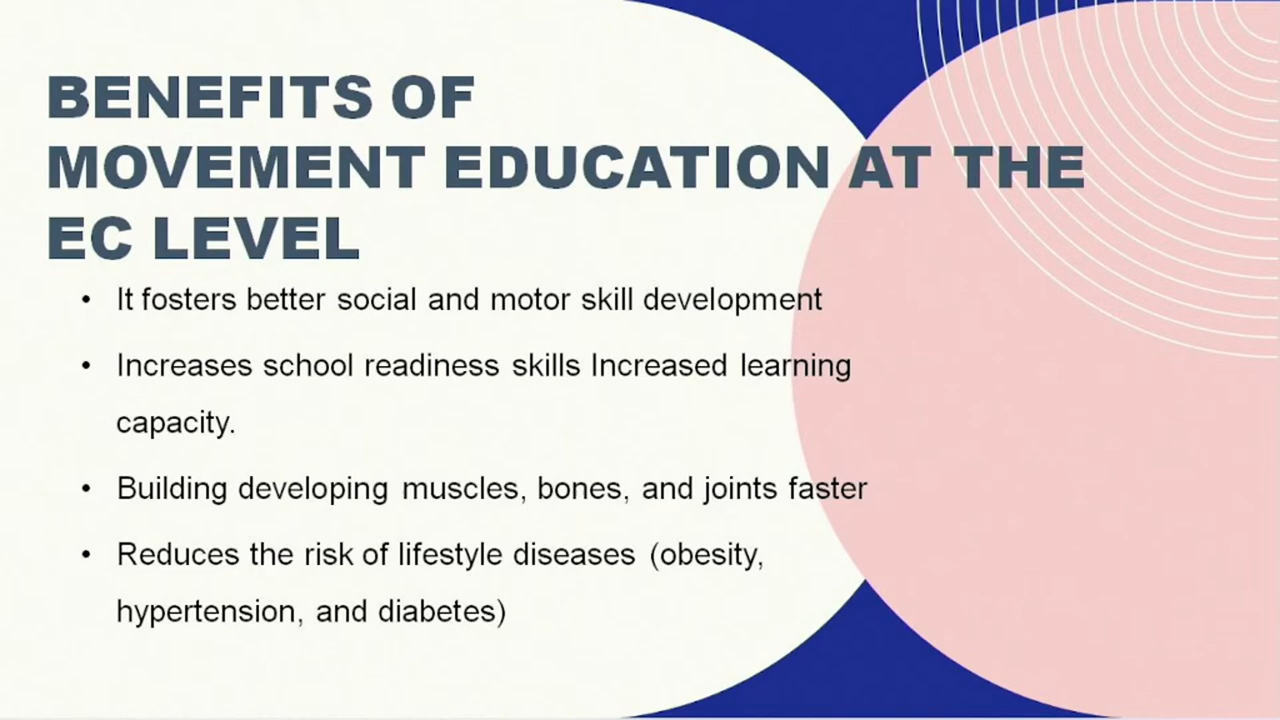 BENEFITS OF
MOVEMENT EDUCATION AT THE
EC LEVEL
• It fosters better social and motor skill development
• Increases school readiness skills Increased learning
capacity.
• Building developing muscles, bones, and joints faster
• Reduces the risk of lifestyle diseases (obesity,
hypertension, and diabetes)